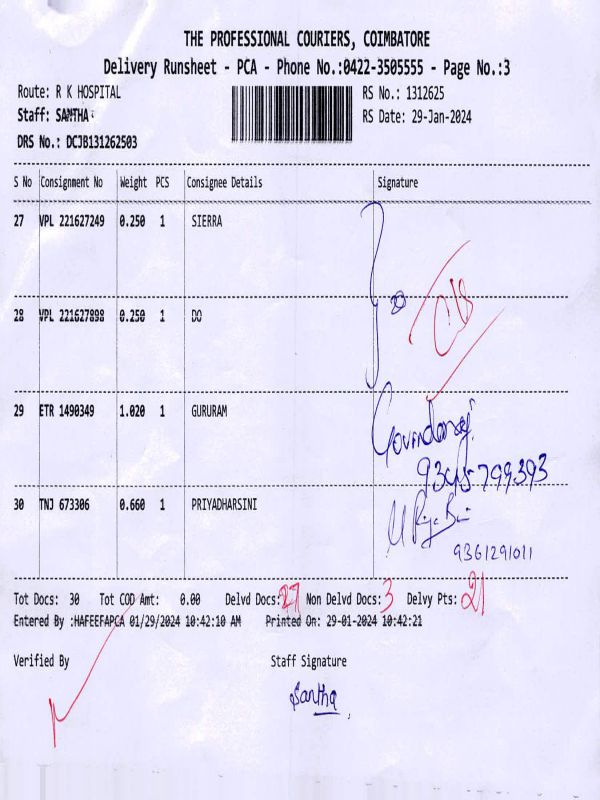 THE PROFESSIONAL COURIERS, COIMBATORE
Delivery Runsheet - PCA - Phone No.:0422-3505555 - Page No.:3
Route: R K HOSPITAL RS No.: 1312625
Staff: SANTHA RS Date: 29-Jan-2024
DRS No.: DCJB131262503
S No Consignment No Weight PCS Consignee Details Signature
27 VPL 221627249 0.250 1 SIERRA
28 VPL 221627898 0.250 1 DO
29 ETR 1490349 1.020 1 GURURAM
Govindaraj
30 TNJ 673306 0.660 1 PRIYADHARSINI
9361291011
Tot Docs: 30 Tot COD Amt: 0.00 Delvd Docs:27 Non Delvd Docs:3 Delvy Pts:21
Entered By :HAFEEFAPCA 01/29/2024 10:42:10 AM Printed On: 29-01-2024 10:42:21
Verified By Staff Signature
Santha